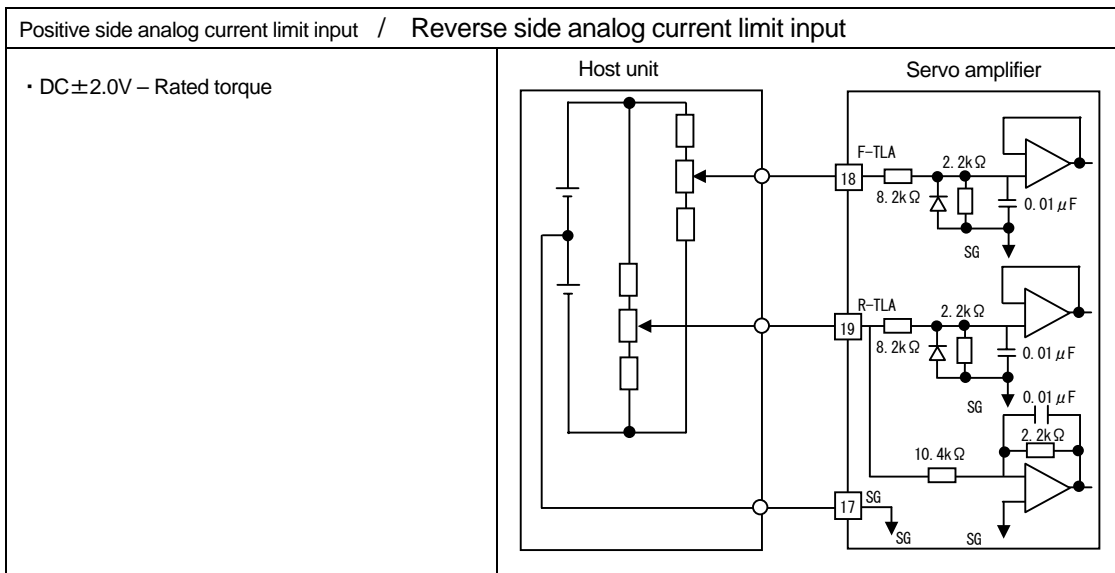 Positive side analog current limit input / Reverse side analog current limit input
・DC±2.0V – Rated torque
Host unit
Servo amplifier
F-TLA
2.2kΩ
18
8.2kΩ
0.01μF
SG
R-TLA
2.2kΩ
19
8.2kΩ
0.01μF
SG
0.01μF
2.2kΩ
10.4kΩ
17
SG
SG
SG